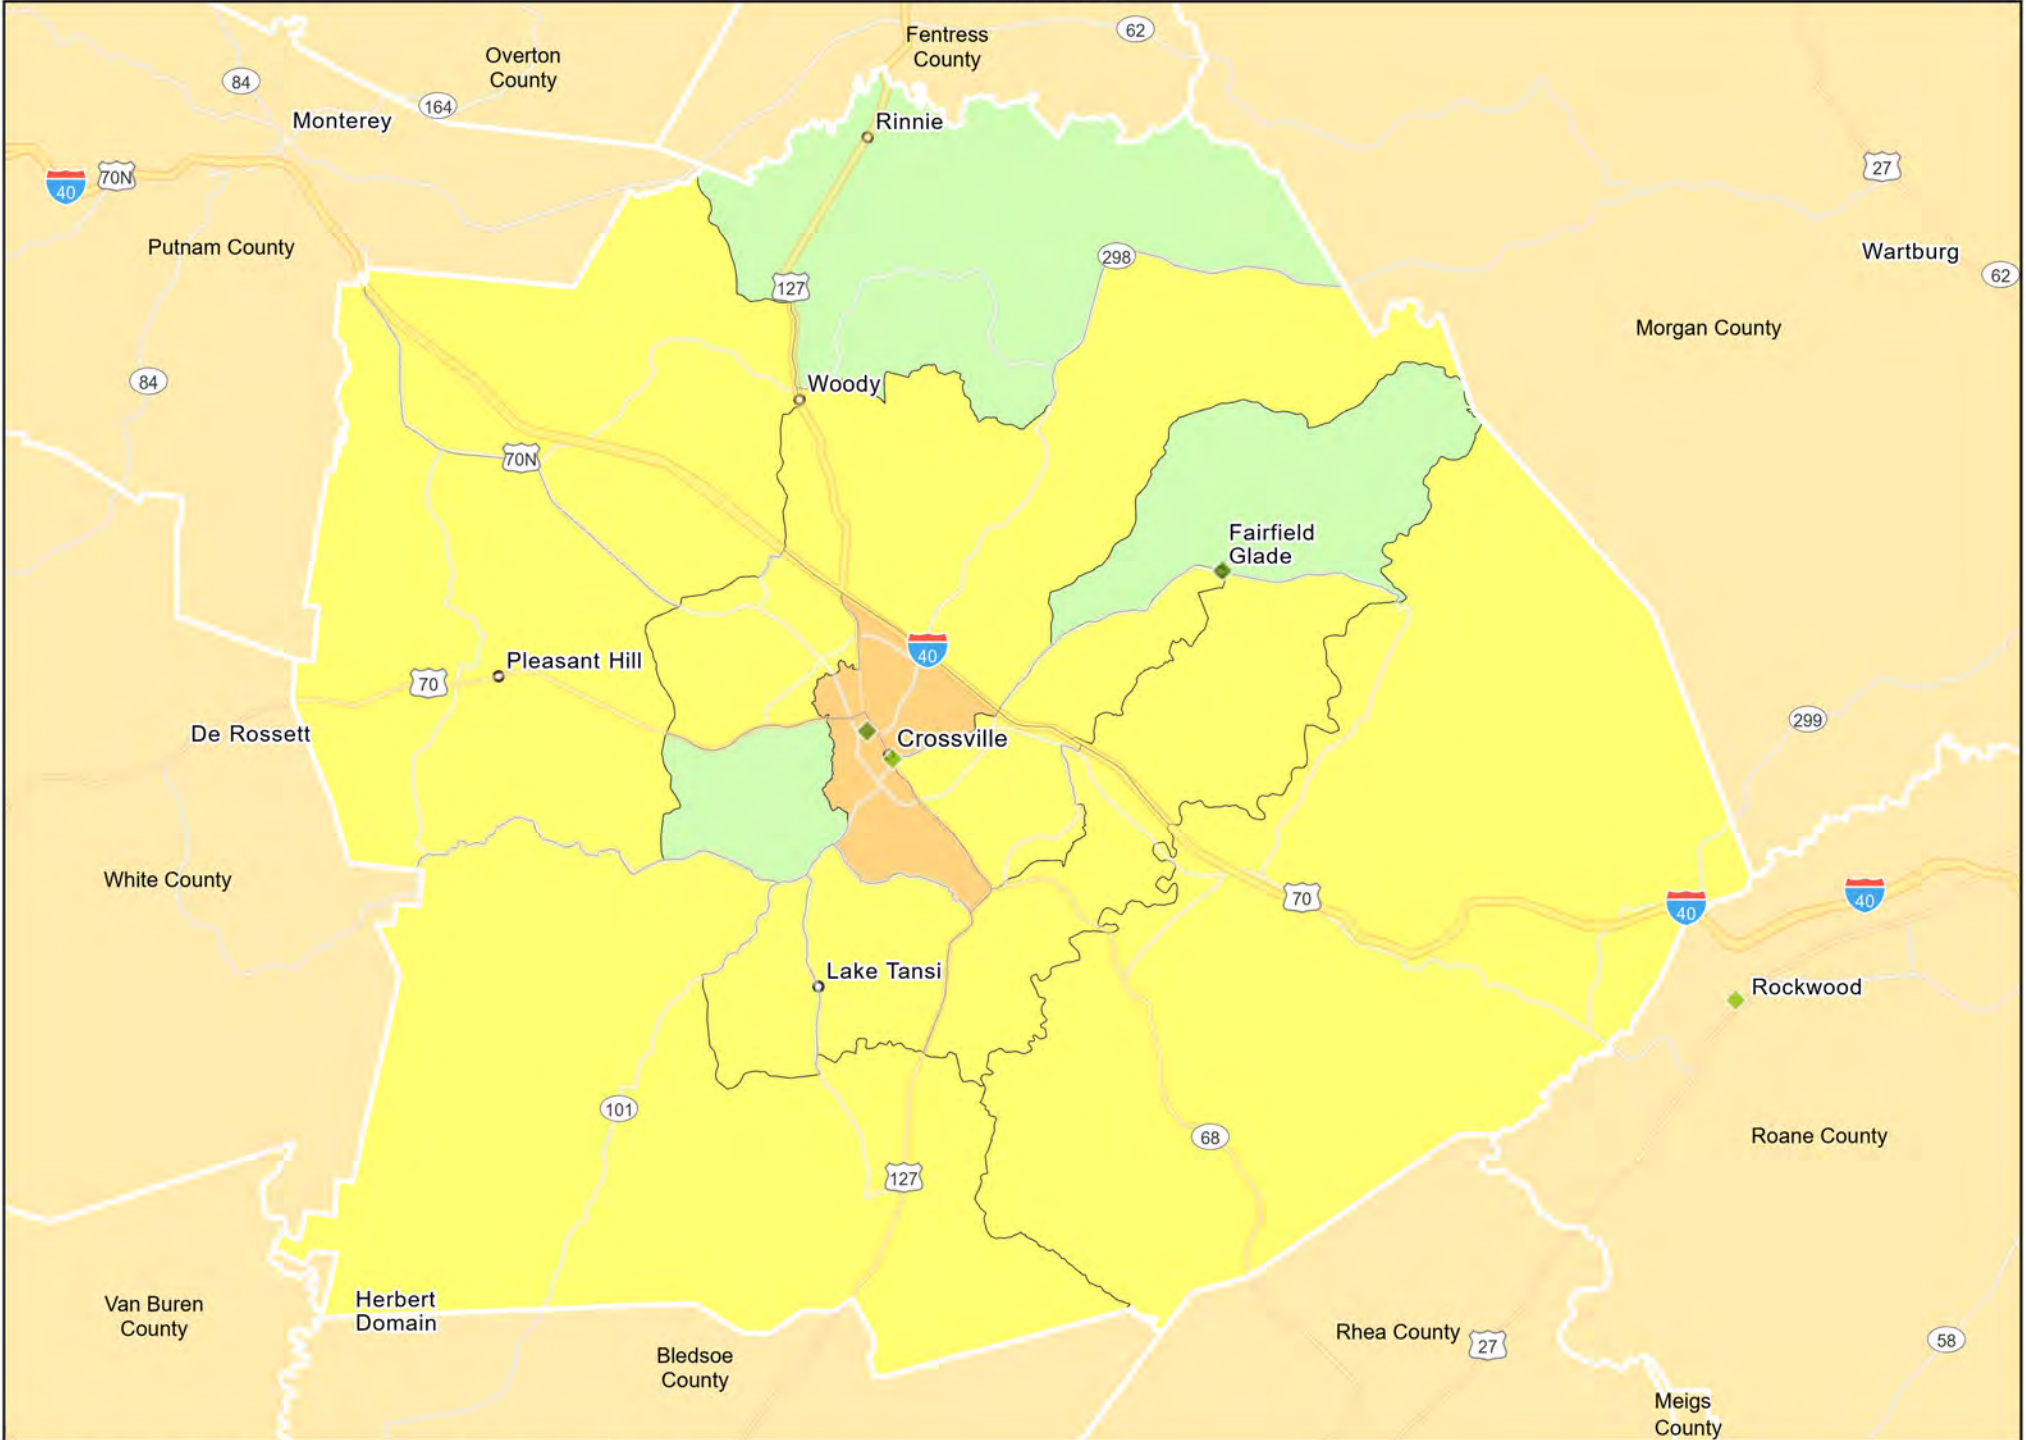 Fentress
County
62
Overton
County
84
164
Monterey
Rinnie
27
40
70N
Putnam County
298
Wartburg
62
127
Morgan County
84
Woody
70N
Fairfield
Glade
40
Pleasant Hill
70
299
De Rossett
Crossville
White County
70
40
40
Lake Tansi
Rockwood
101
68
Roane County
127
Herbert
Domain
Van Buren
County
Rhea County
27
58
Bledsoe
County
Meigs
County